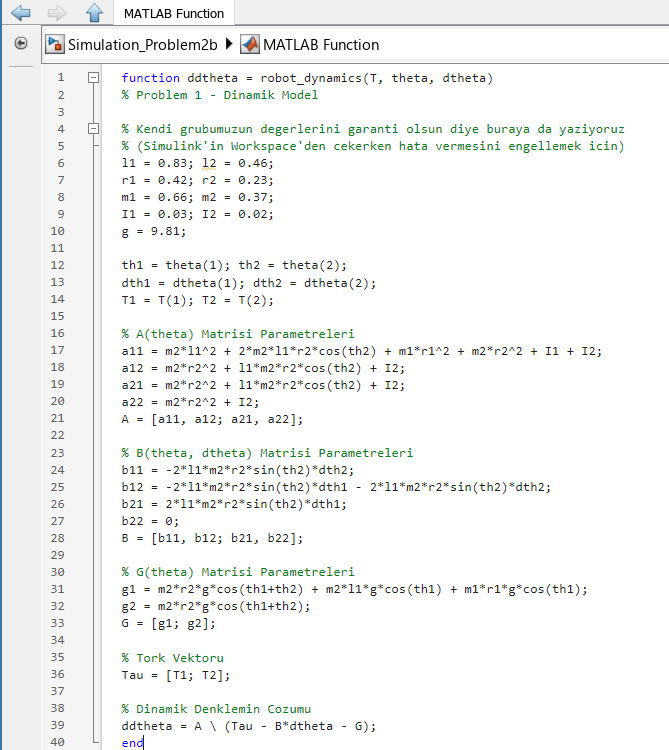 MATLAB Function
Simulation_Problem2b ▶ MATLAB Function
1 function ddtheta = robot_dynamics(T, theta, dtheta)
2 % Problem 1 - Dinamik Model
3
4 % Kendi grubumuzun degerlerini garanti olsun diye buraya da yaziyoruz
5 % (Simulink'in Workspace'den cekerken hata vermesini engellemek icin)
6 l1 = 0.83; l2 = 0.46;
7 r1 = 0.42; r2 = 0.23;
8 m1 = 0.66; m2 = 0.37;
9 I1 = 0.03; I2 = 0.02;
10 g = 9.81;
11
12 th1 = theta(1); th2 = theta(2);
13 dth1 = dtheta(1); dth2 = dtheta(2);
14 T1 = T(1); T2 = T(2);
15
16 % A(theta) Matrisi Parametreleri
17 a11 = m2*l1^2 + 2*m2*l1*r2*cos(th2) + m1*r1^2 + m2*r2^2 + I1 + I2;
18 a12 = m2*r2^2 + l1*m2*r2*cos(th2) + I2;
19 a21 = m2*r2^2 + l1*m2*r2*cos(th2) + I2;
20 a22 = m2*r2^2 + I2;
21 A = [a11, a12; a21, a22];
22
23 % B(theta, dtheta) Matrisi Parametreleri
24 b11 = -2*l1*m2*r2*sin(th2)*dth2;
25 b12 = -2*l1*m2*r2*sin(th2)*dth1 - 2*l1*m2*r2*sin(th2)*dth2;
26 b21 = 2*l1*m2*r2*sin(th2)*dth1;
27 b22 = 0;
28 B = [b11, b12; b21, b22];
29
30 % G(theta) Matrisi Parametreleri
31 g1 = m2*r2*g*cos(th1+th2) + m2*l1*g*cos(th1) + m1*r1*g*cos(th1);
32 g2 = m2*r2*g*cos(th1+th2);
33 G = [g1; g2];
34
35 % Tork Vektoru
36 Tau = [T1; T2];
37
38 % Dinamik Denklemin Cozumu
39 ddtheta = A \ (Tau - B*dtheta - G);
40 end